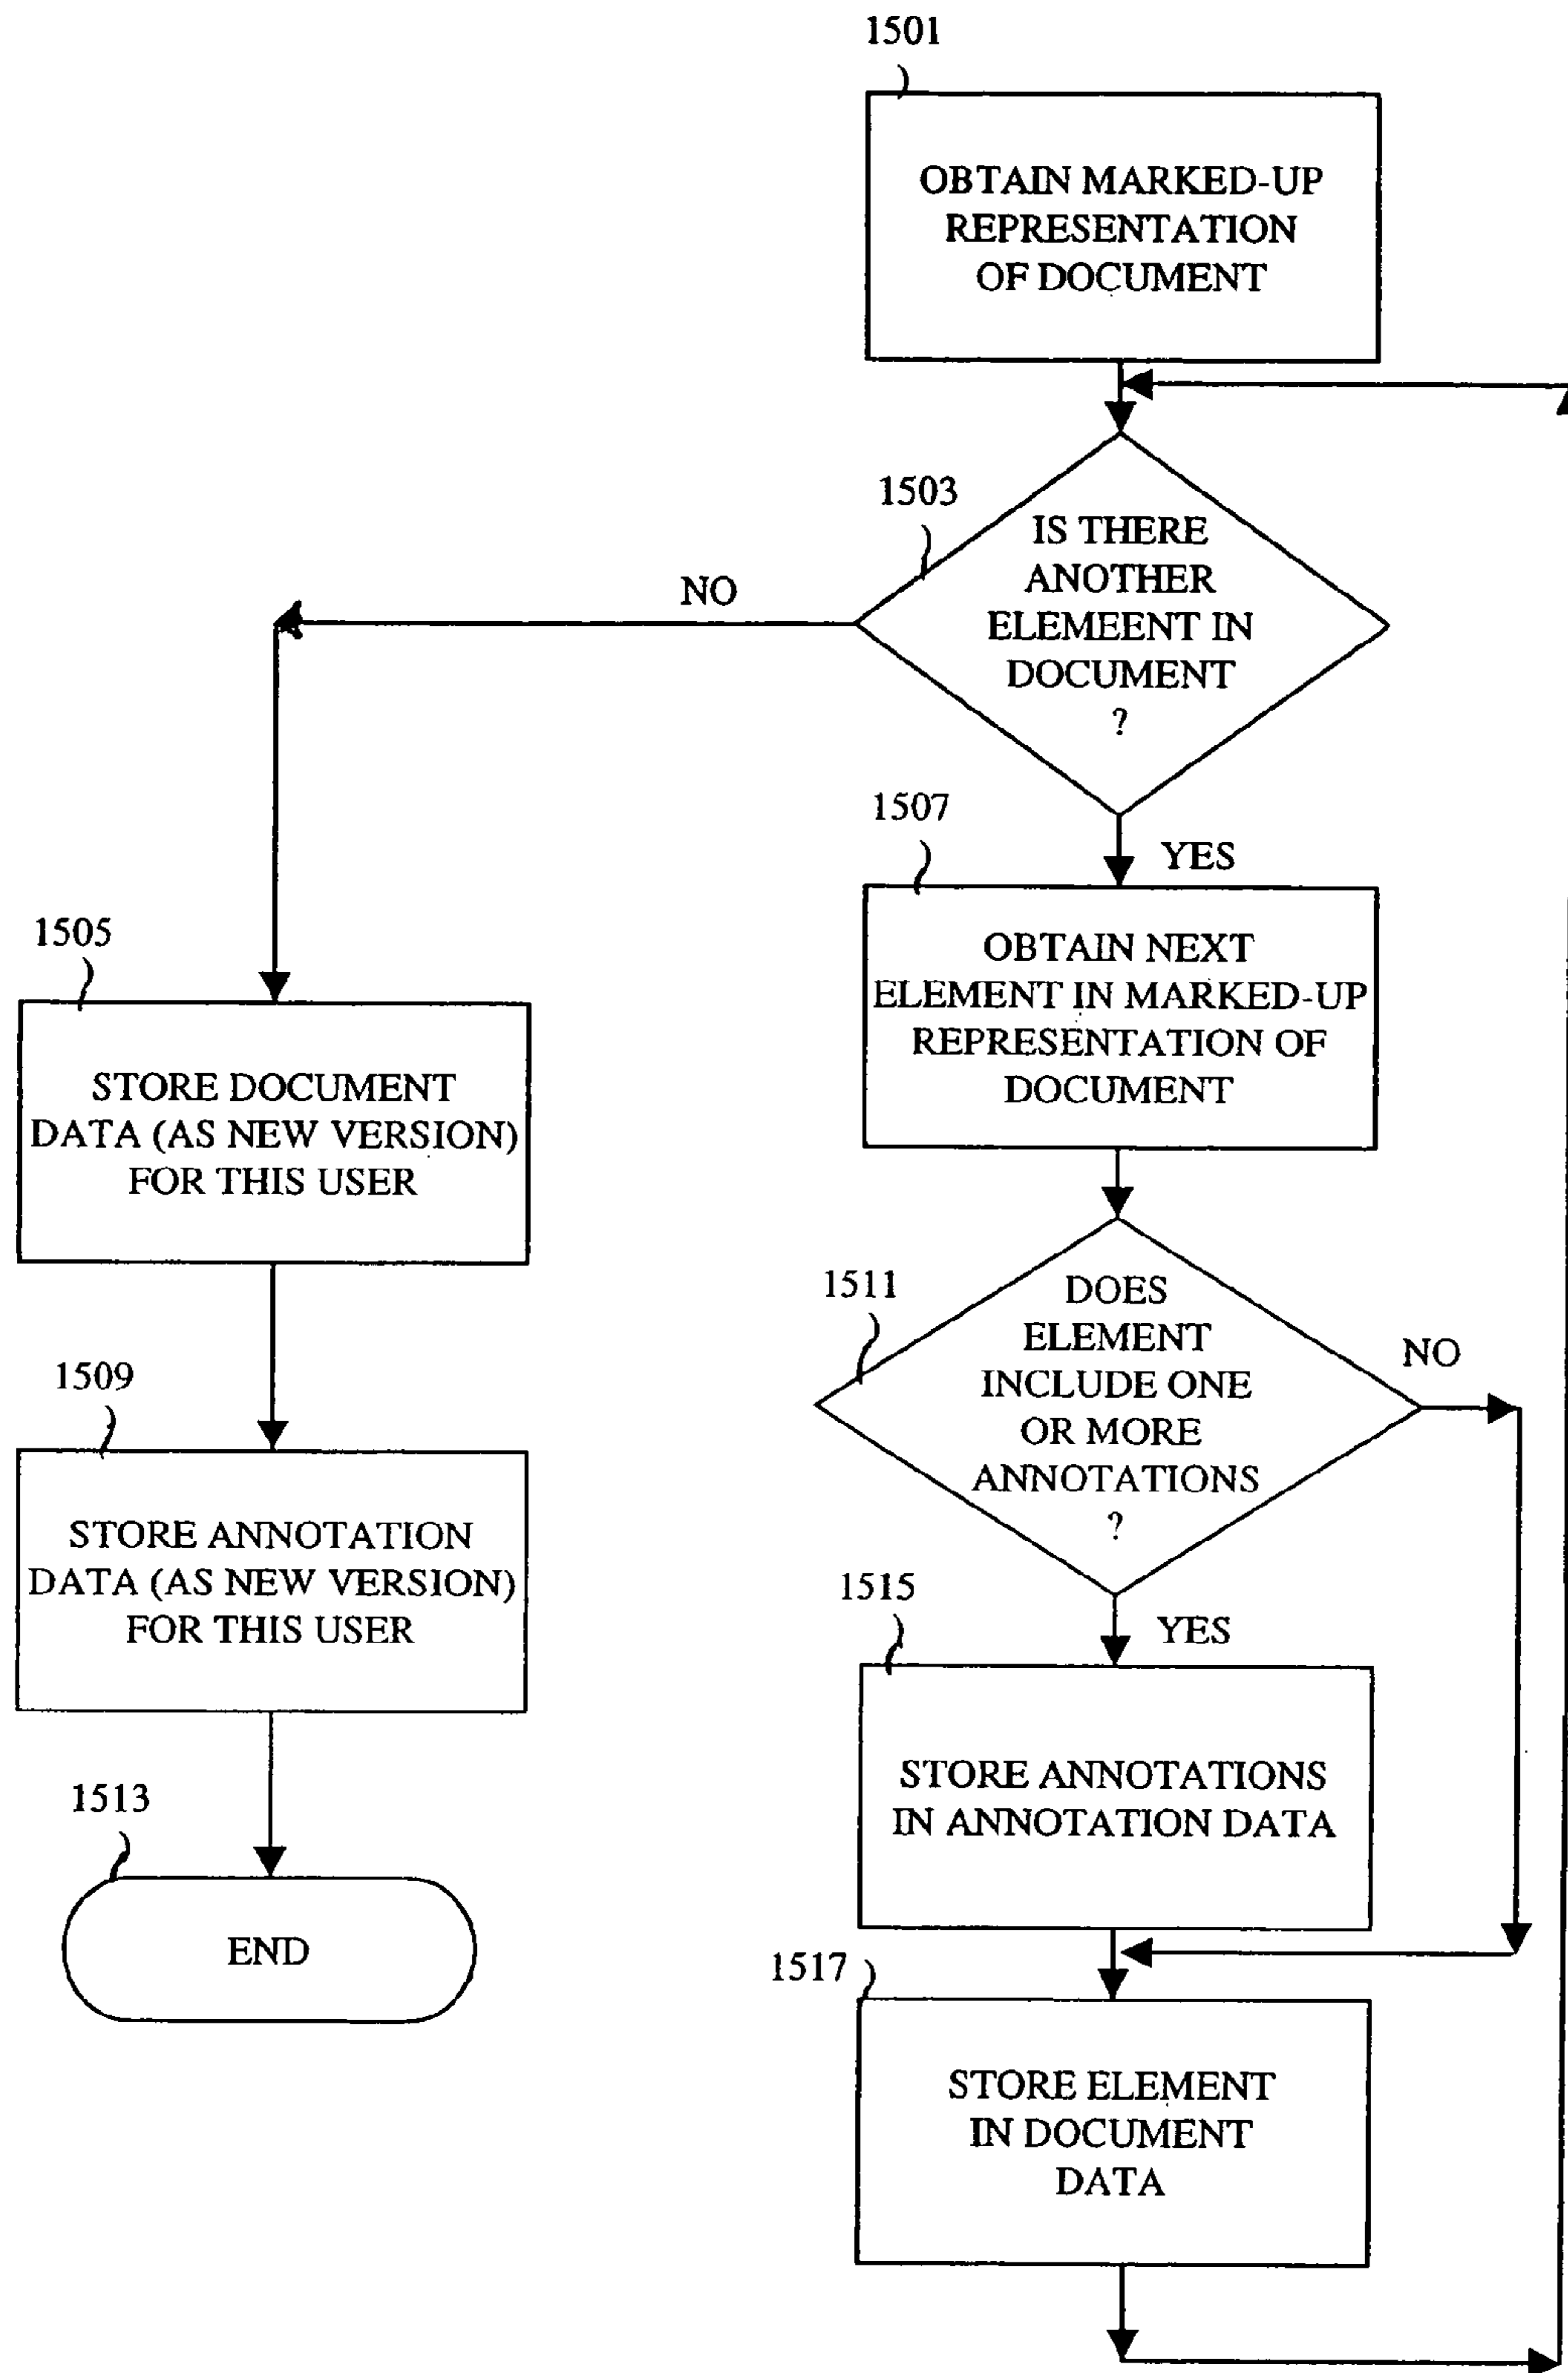 1501
OBTAIN MARKED-UP
REPRESENTATION
OF DOCUMENT
1503
IS THERE
ANOTHER
ELEMEENT IN
DOCUMENT
?
NO
YES
1507
OBTAIN NEXT
ELEMENT IN MARKED-UP
REPRESENTATION OF
DOCUMENT
1505
STORE DOCUMENT
DATA (AS NEW VERSION)
FOR THIS USER
1511
DOES
ELEMENT
INCLUDE ONE
OR MORE
ANNOTATIONS
?
NO
YES
1509
STORE ANNOTATION
DATA (AS NEW VERSION)
FOR THIS USER
1515
STORE ANNOTATIONS
IN ANNOTATION DATA
1513
END
1517
STORE ELEMENT
IN DOCUMENT
DATA